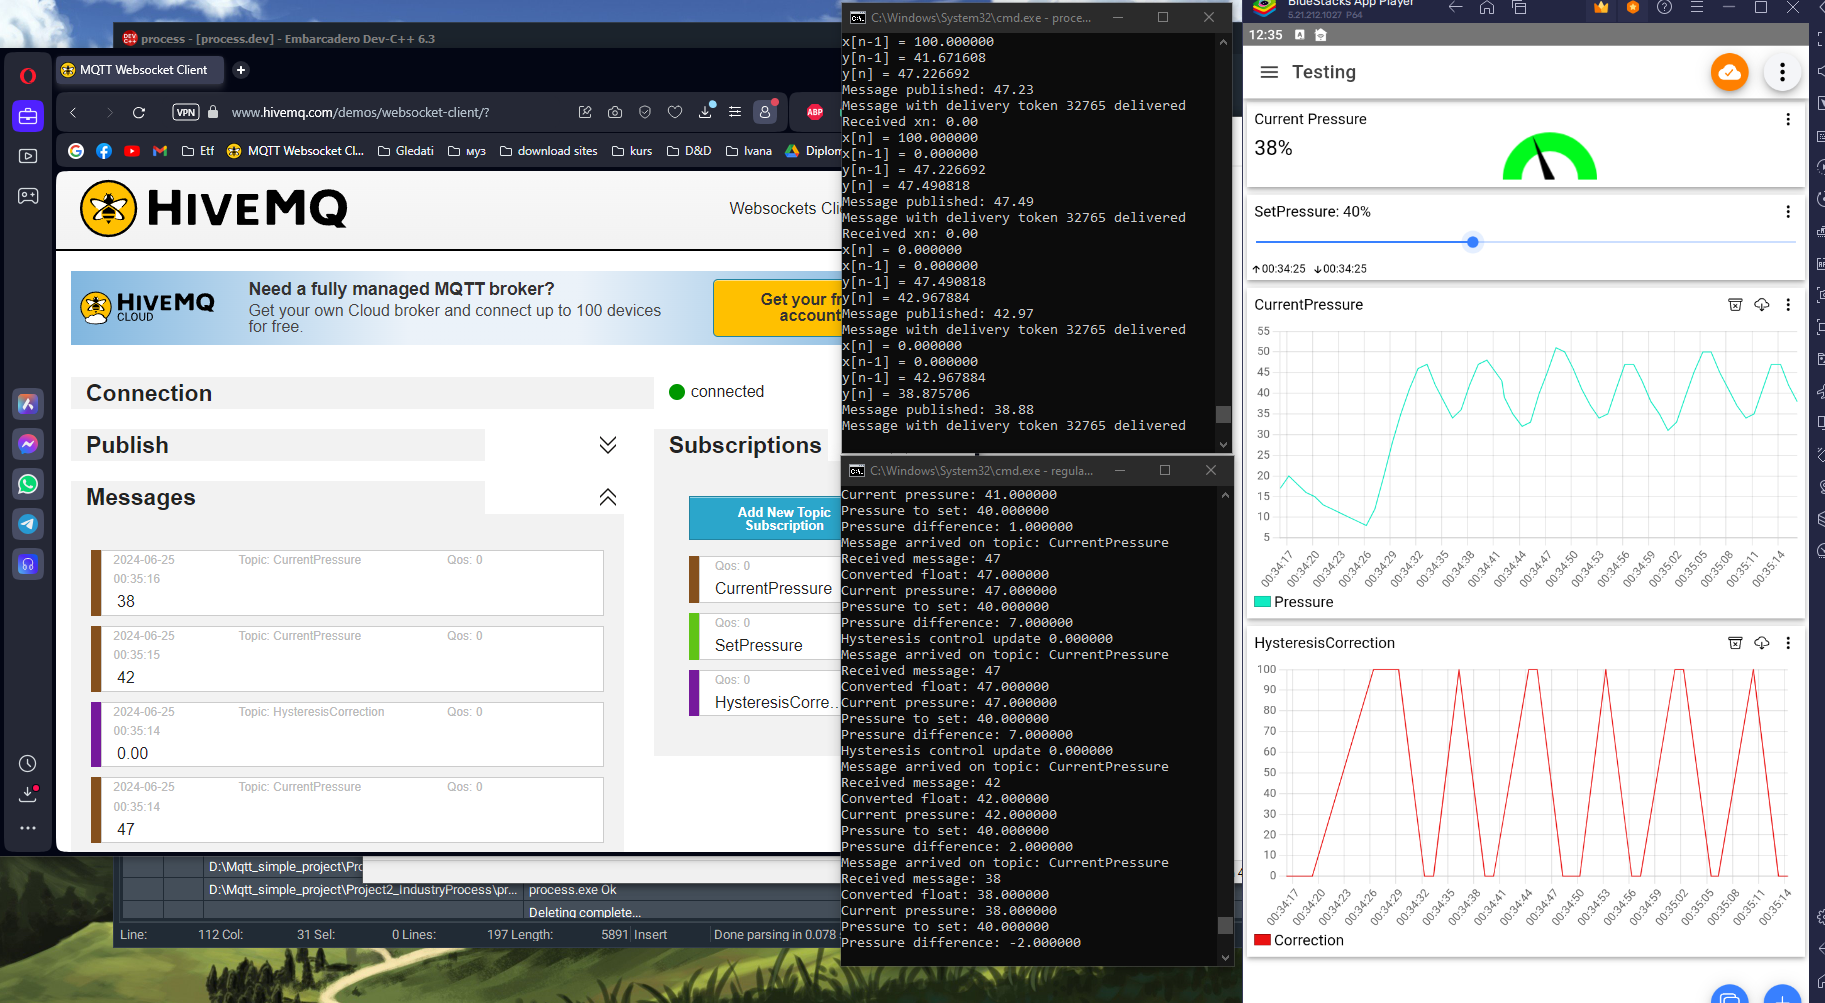 process - [process.dev] - Embarcadero Dev-C++ 6.3
MQTT Websocket Client
VPN
www.hivemq.com/demos/websocket-client/?
ABP
Etf
MQTT Websocket Cl...
Gledati
муз
download sites
kurs
D&D
Ivana
Diplom
HIVEMQ
Websockets Cli
HIVEMQ
CLOUD
Need a fully managed MQTT broker?
Get your own Cloud broker and connect up to 100 devices
for free.
Get your fr
account
Connection
connected
Publish
Subscriptions
Messages
Add New Topic
Subscription
2024-06-25
00:35:16
Topic: CurrentPressure
Qos: 0
38
2024-06-25
00:35:15
Topic: CurrentPressure
Qos: 0
42
2024-06-25
00:35:14
Topic: HysteresisCorrection
Qos: 0
0.00
2024-06-25
00:35:14
Topic: CurrentPressure
Qos: 0
47
Qos: 0
CurrentPressure
Qos: 0
SetPressure
Qos: 0
HysteresisCorre...
D:\Mqtt_simple_project\Pro
D:\Mqtt_simple_project\Project2_IndustryProcess\pr...
process.exe Ok
Deleting complete...
Line: 112 Col: 31 Sel: 0 Lines: 197 Length: 5891 Insert Done parsing in 0.078
C:\Windows\System32\cmd.exe - proce...
x[n-1] = 100.000000
y[n-1] = 41.671608
y[n] = 47.226692
Message published: 47.23
Message with delivery token 32765 delivered
Received xn: 0.00
x[n] = 100.000000
x[n-1] = 0.000000
y[n-1] = 47.226692
y[n] = 47.490818
Message published: 47.49
Message with delivery token 32765 delivered
Received xn: 0.00
x[n] = 0.000000
x[n-1] = 0.000000
y[n-1] = 47.490818
y[n] = 42.967884
Message published: 42.97
Message with delivery token 32765 delivered
x[n] = 0.000000
x[n-1] = 0.000000
y[n-1] = 42.967884
y[n] = 38.875706
Message published: 38.88
Message with delivery token 32765 delivered
C:\Windows\System32\cmd.exe - regula...
Current pressure: 41.000000
Pressure to set: 40.000000
Pressure difference: 1.000000
Message arrived on topic: CurrentPressure
Received message: 47
Converted float: 47.000000
Current pressure: 47.000000
Pressure to set: 40.000000
Pressure difference: 7.000000
Hysteresis control update 0.000000
Message arrived on topic: CurrentPressure
Received message: 47
Converted float: 47.000000
Current pressure: 47.000000
Pressure to set: 40.000000
Pressure difference: 7.000000
Hysteresis control update 0.000000
Message arrived on topic: CurrentPressure
Received message: 42
Converted float: 42.000000
Current pressure: 42.000000
Pressure to set: 40.000000
Pressure difference: 2.000000
Message arrived on topic: CurrentPressure
Received message: 38
Converted float: 38.000000
Current pressure: 38.000000
Pressure to set: 40.000000
Pressure difference: -2.000000
BlueStacks App Player
5.21.212.1027 P64
12:35
Testing
Current Pressure
38%
SetPressure: 40%
00:34:25 00:34:25
CurrentPressure
55
50
45
40
35
30
25
20
15
10
5
00:34:17
00:34:20
00:34:23
00:34:26
00:34:29
00:34:32
00:34:35
00:34:38
00:34:41
00:34:44
00:34:47
00:34:50
00:34:53
00:34:56
00:34:59
00:35:02
00:35:05
00:35:08
00:35:11
00:35:14
Pressure
HysteresisCorrection
100
90
80
70
60
50
40
30
20
10
0
00:34:17
00:34:20
00:34:23
00:34:26
00:34:29
00:34:32
00:34:35
00:34:38
00:34:41
00:34:44
00:34:47
00:34:50
00:34:53
00:34:56
00:34:59
00:35:02
00:35:05
00:35:08
00:35:11
00:35:14
Correction